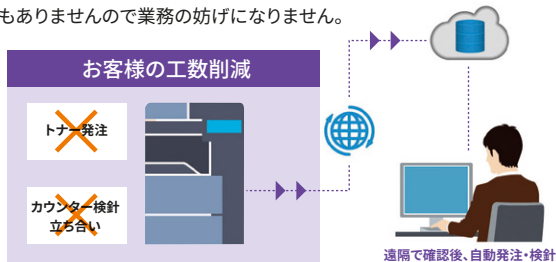 もありませんので業務の妨げになりません。
お客様の工数削減
トナー発注
カウンター検針
立ち合い
遠隔で確認後、自動発注・検針